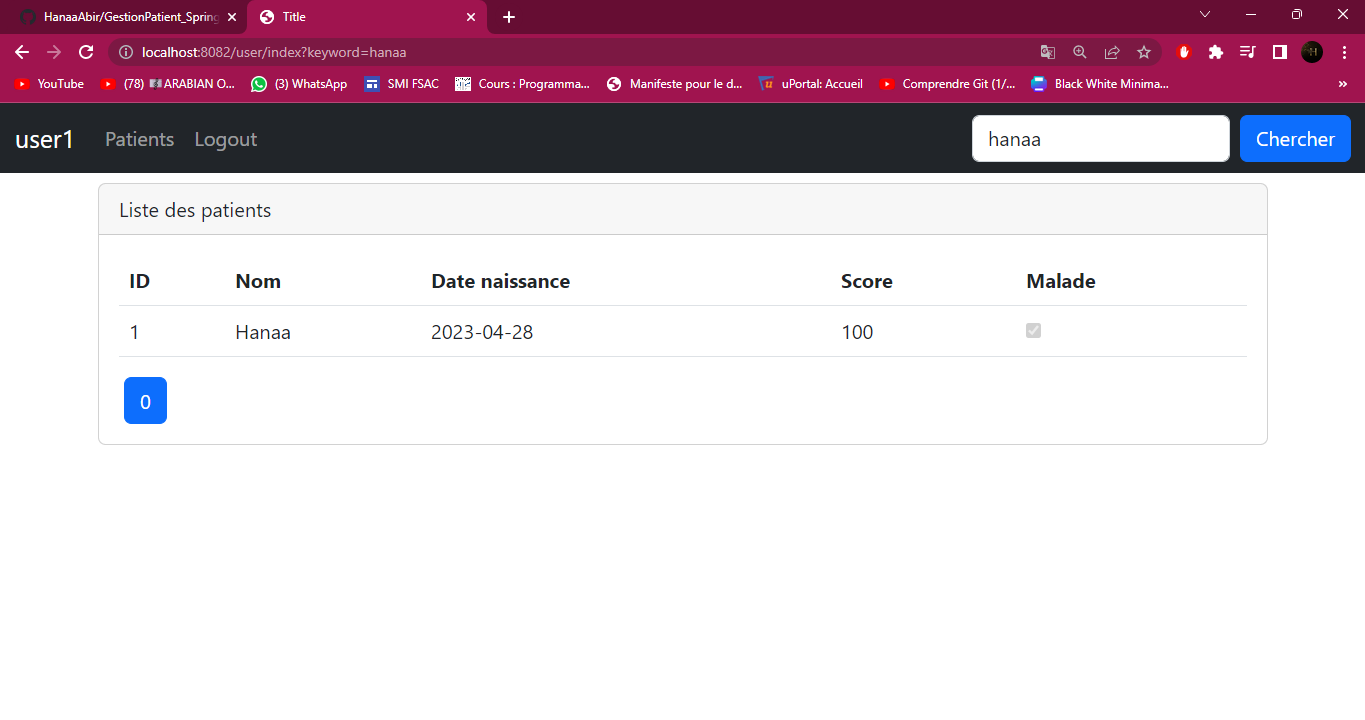 HanaaAbir/GestionPatient_Spring
Title
localhost:8082/user/index?keyword=hanaa
YouTube
(78) ARABIAN O...
(3) WhatsApp
SMI FSAC
Cours : Programma...
Manifeste pour le d...
uPortal: Accueil
Comprendre Git (1/...
Black White Minima...
»
user1 Patients Logout hanaa Chercher
Liste des patients
ID Nom Date naissance Score Malade
1 Hanaa 2023-04-28 100
0